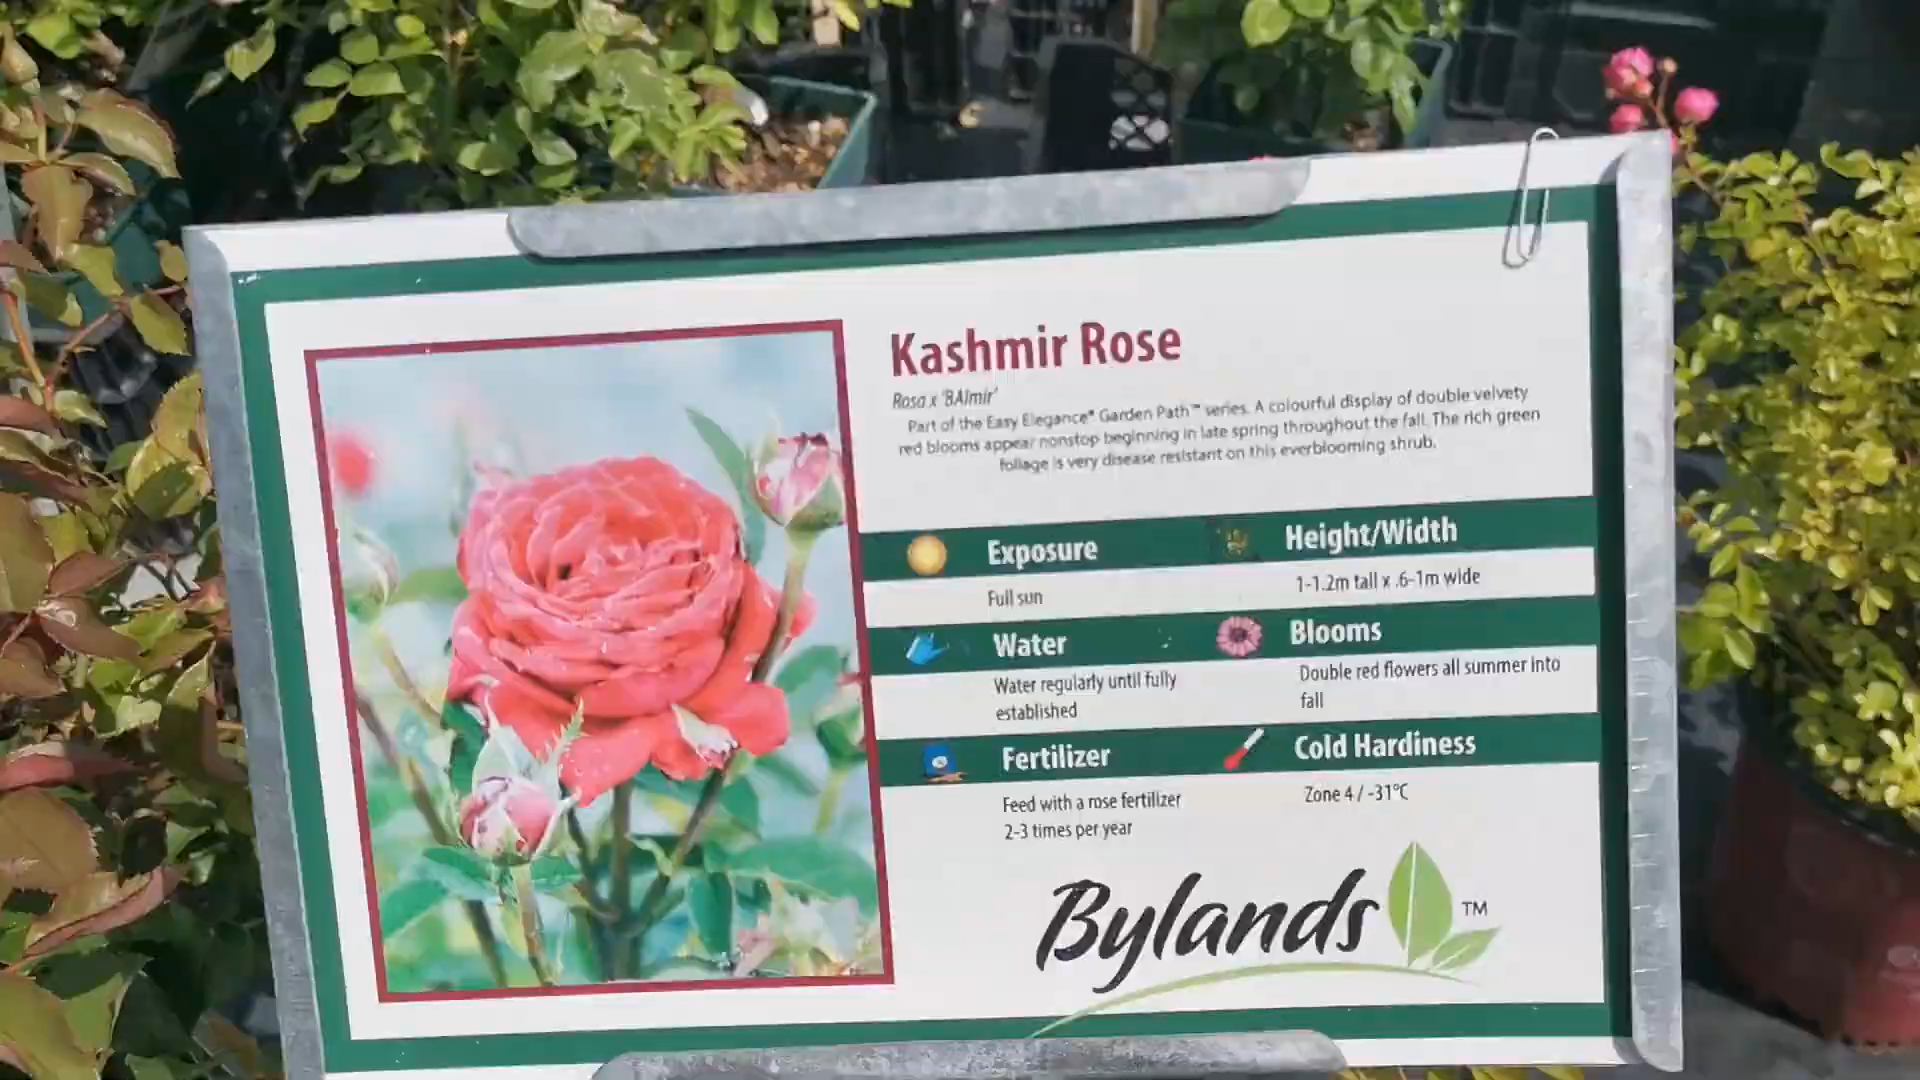 Kashmir Rose
Rosa x 'BAImir'
Part of the Easy Elegance® Garden Path™ series. A colourful display of double velvety
red blooms appear nonstop beginning in late spring throughout the fall. The rich green
foliage is very disease resistant on this everblooming shrub.
Exposure
Height/Width
Full sun
1-1.2m tall x .6-1m wide
Water
Blooms
Water regularly until fully
established
Double red flowers all summer into
fall
Fertilizer
Cold Hardiness
Feed with a rose fertilizer
2-3 times per year
Zone 4 / -31°C
Bylands™